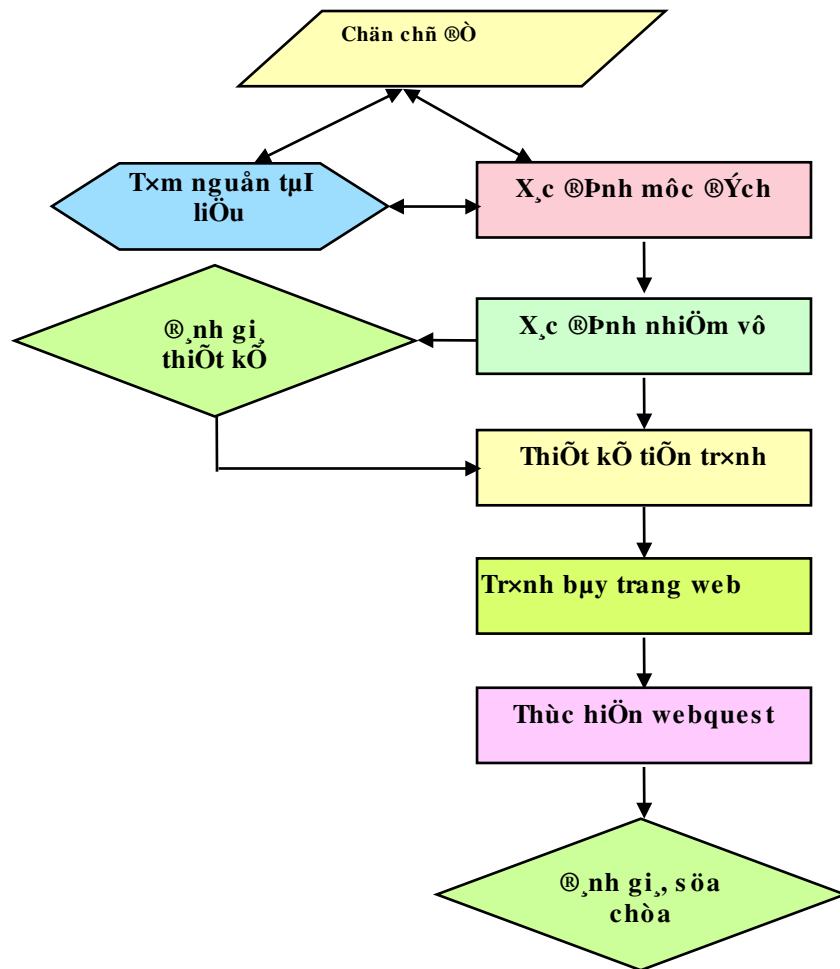 Chän chñ ®Ò
T×m nguån tµI
liÖu
X¸c ®Þnh môc ®Ých
®¸nh gi¸
thiÕt kÕ
X¸c ®Þnh nhiÖm vô
ThiÕt kÕ tiÕn tr×nh
Tr×nh bµy trang web
Thùc hiÖn webquest
®¸nh gi¸, söa
chòa